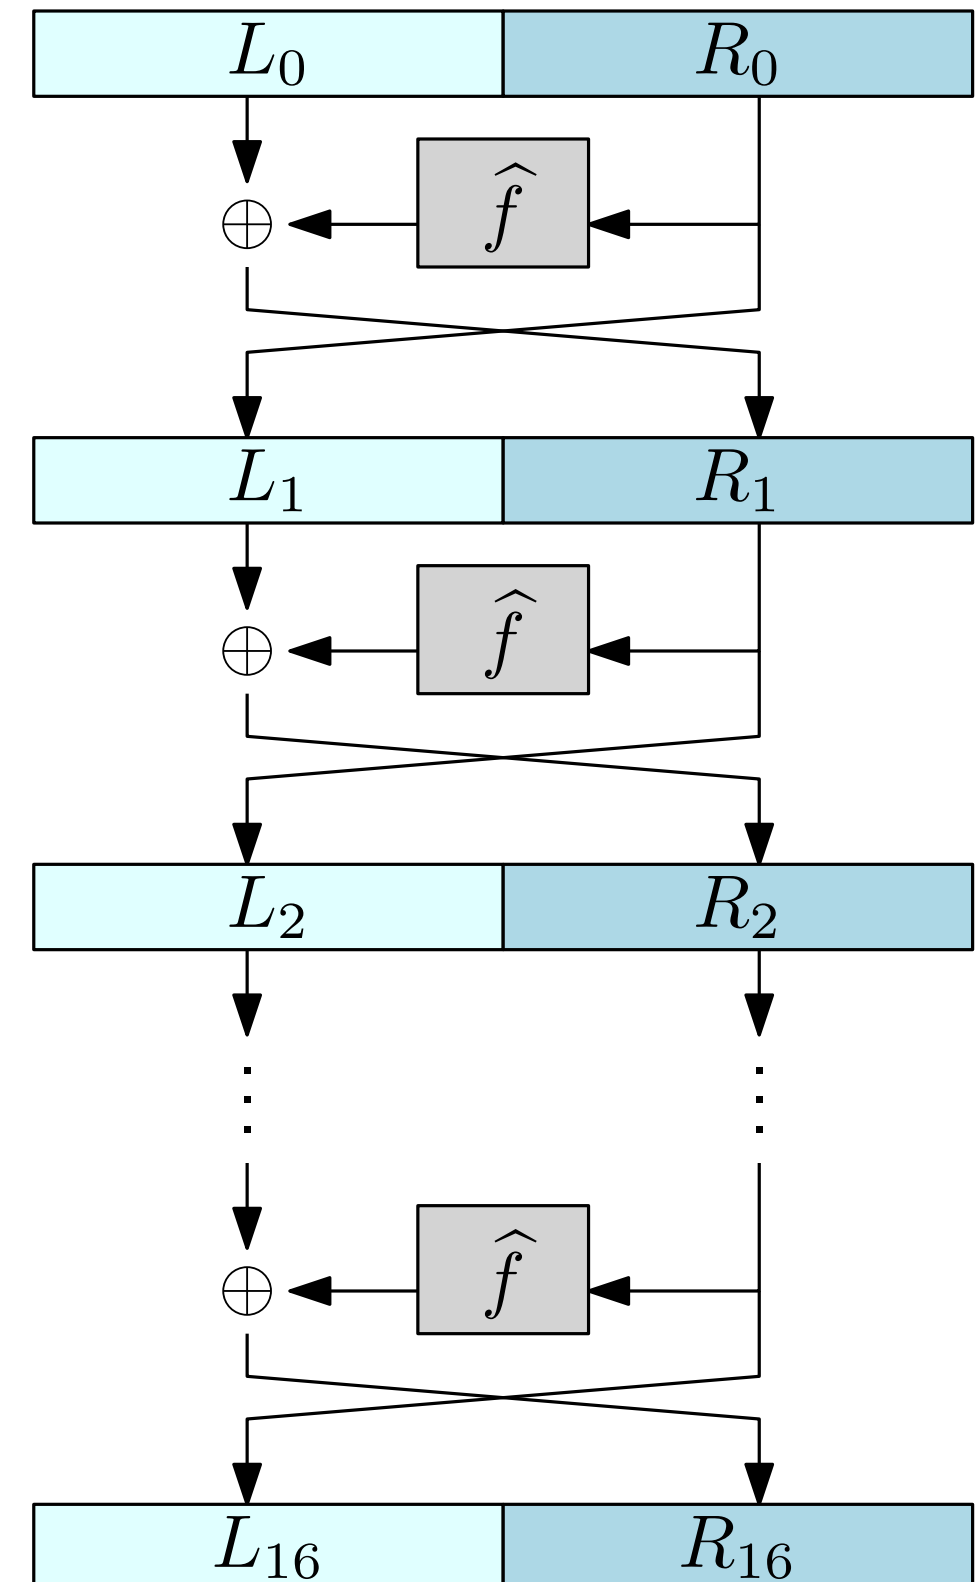 L₀ R₀
f̂
L₁ R₁
f̂
L₂ R₂
f̂
L₁₆ R₁₆